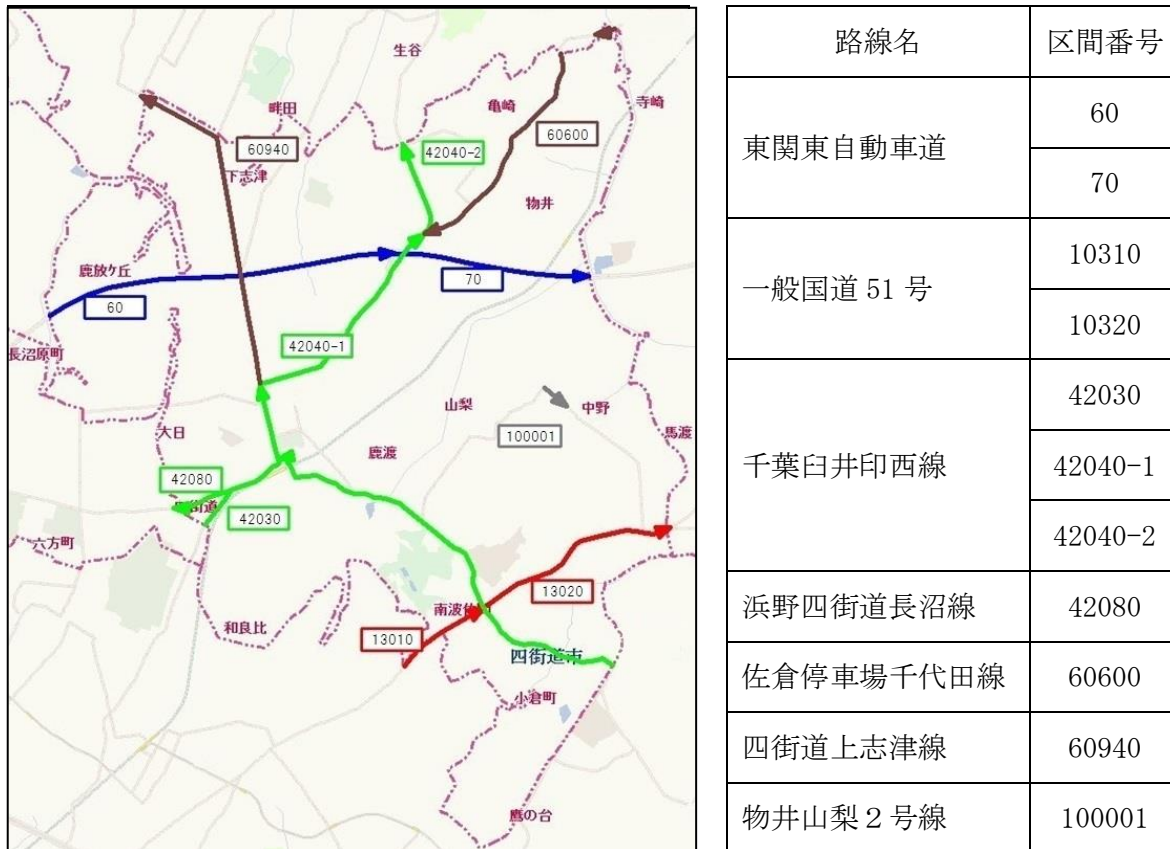 生谷
亀崎
寺崎
畔田
60600
60940
42040-2
下志津
物井
鹿放ケ丘
70
60
42040-1
長沼原町
山梨
中野
大日
100001
馬渡
鹿渡
42080
42030
六方町
13020
南波佐
13010
和良比
四街道市
小倉町
鷹の台
路線名 区間番号
東関東自動車道 60
70
一般国道 51 号 10310
10320
千葉臼井印西線 42030
42040-1
42040-2
浜野四街道長沼線 42080
佐倉停車場千代田線 60600
四街道上志津線 60940
物井山梨２号線 100001